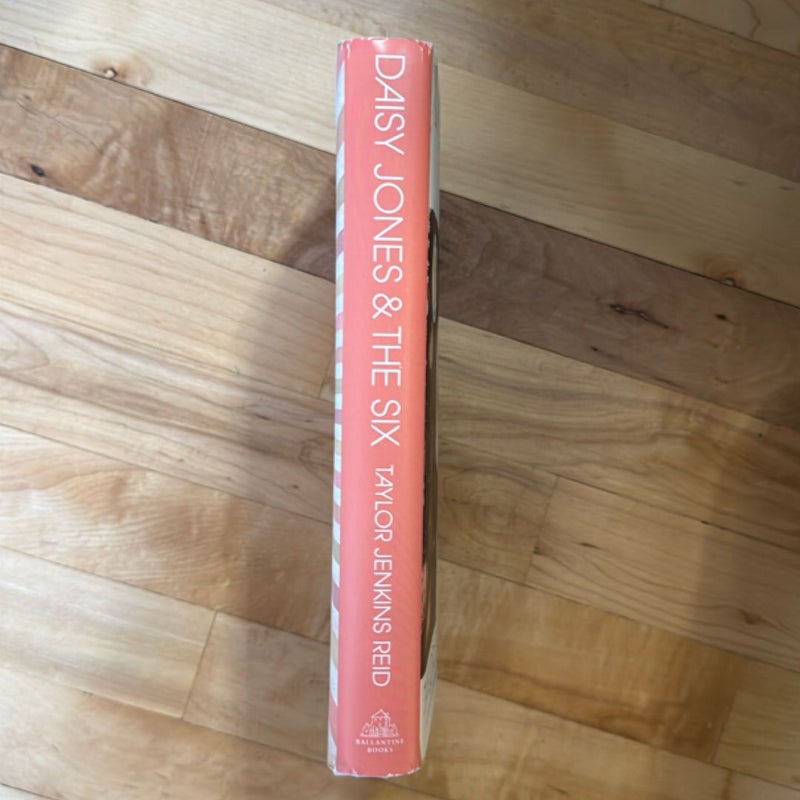 DAISY JONES & THE SIX
TAYLOR JENKINS REID
BALLANTINE
BOOKS